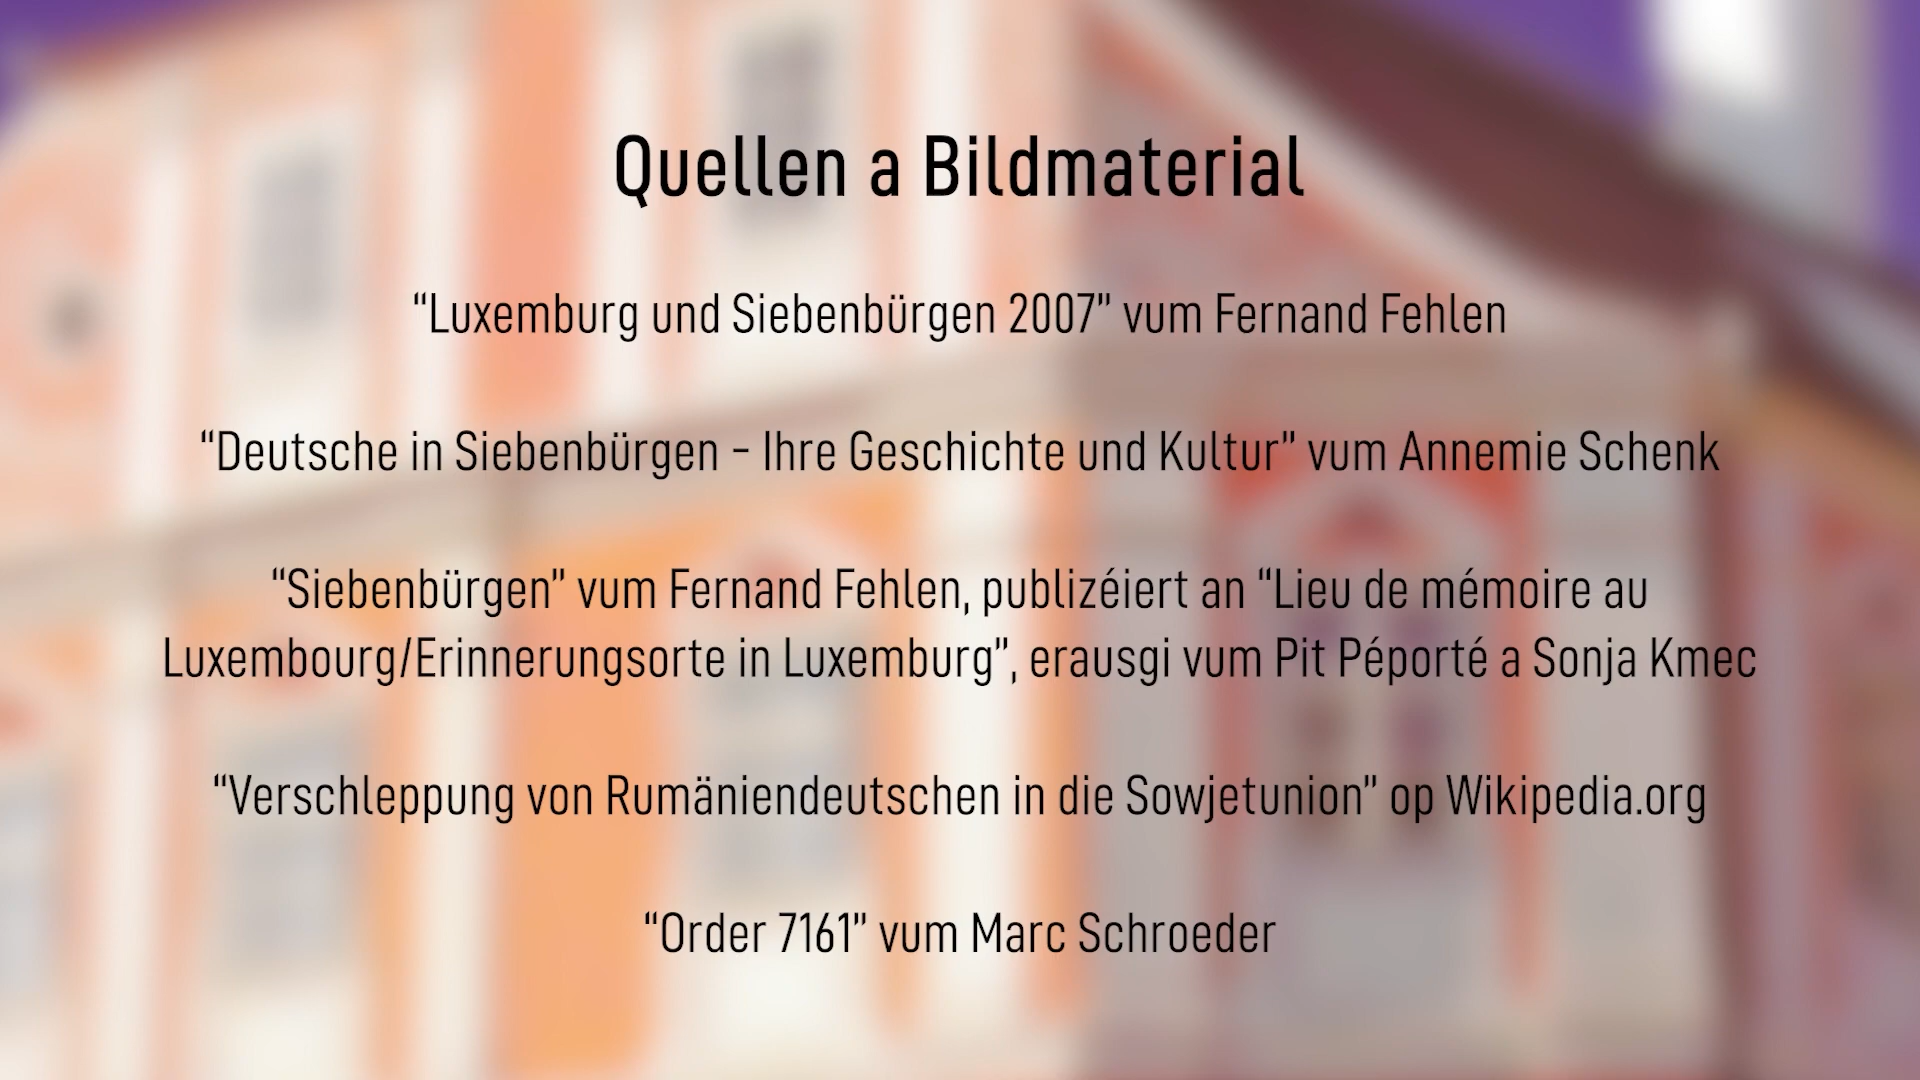 Quellen a Bildmaterial
“Luxemburg und Siebenbürgen 2007” vum Fernand Fehlen
“Deutsche in Siebenbürgen - Ihre Geschichte und Kultur” vum Annemie Schenk
“Siebenbürgen” vum Fernand Fehlen, publizéiert an “Lieu de mémoire au
Luxembourg/Erinnerungsorte in Luxemburg”, erausgi vum Pit Péporté a Sonja Kmec
“Verschleppung von Rumäniendeutschen in die Sowjetunion” op Wikipedia.org
“Order 7161” vum Marc Schroeder